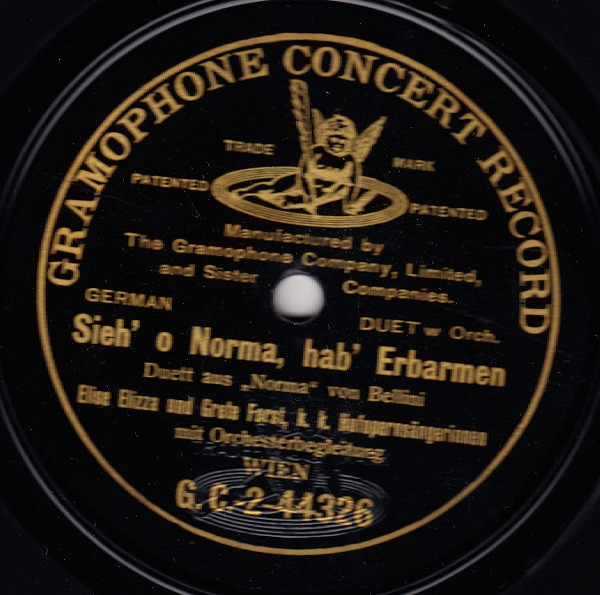 GRAMOPHONE CONCERT RECORD
TRADE MARK
PATENTED PATENTED
Manufactured by
The Gramophone Company, Limited,
and Sister Companies.
GERMAN DUET w Orch.
Sieh' o Norma, hab' Erbarmen
Duett aus „Norma“ von Bellini
Elise Elizza und Grete Forst, k. k. Hofopernsängerinnen
mit Orchesterbegleitung
WIEN
G.C.-2-44326